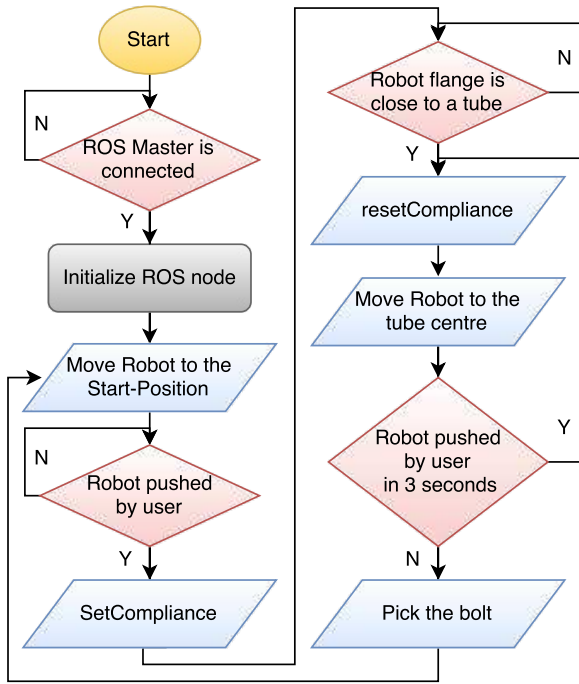 Start
N
ROS Master is
connected
Y
Initialize ROS node
Move Robot to the
Start-Position
N
Robot pushed
by user
Y
SetCompliance
Robot flange is
close to a tube
N
Y
resetCompliance
Move Robot to the
tube centre
Robot pushed
by user
in 3 seconds
Y
N
Pick the bolt